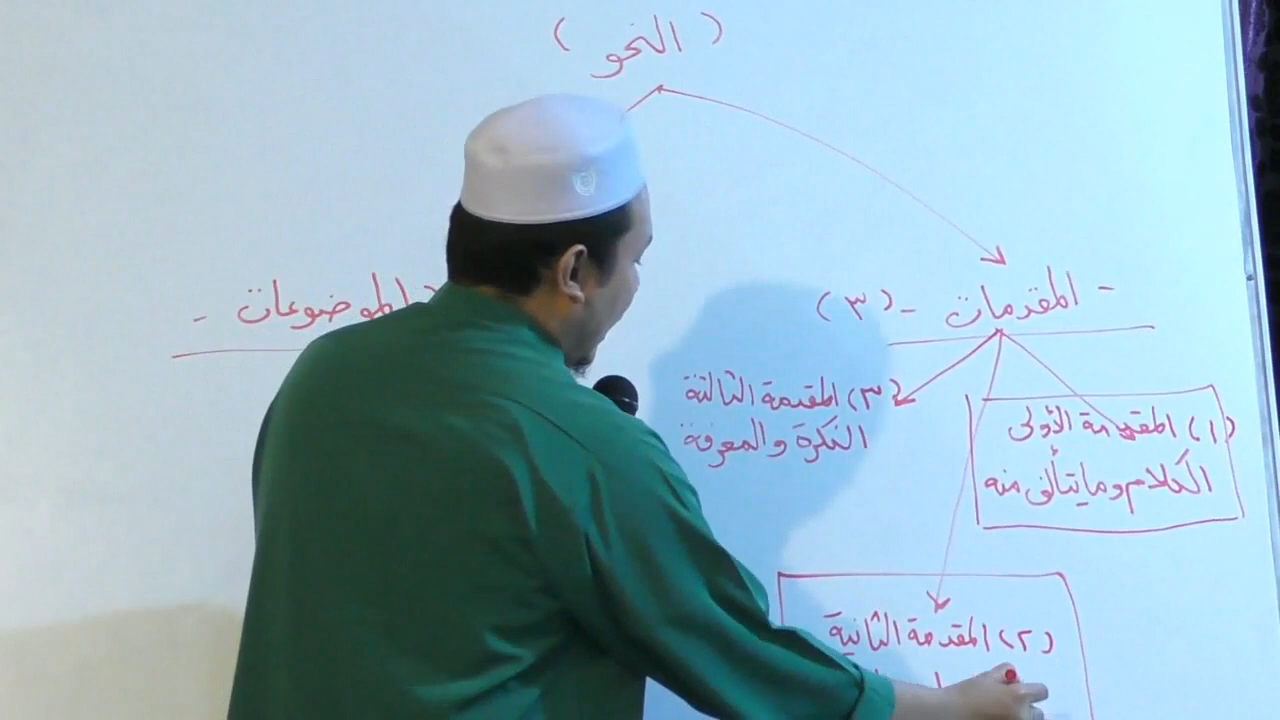 ( النحو )
- المقدمات - (٣)
الموضوعات -
(١) المقدمة الأولى
الكلام وما يتألف منه
(٣) المقدمة الثالثة
النكرة والمعرفة
(٢) المقدمة الثانية